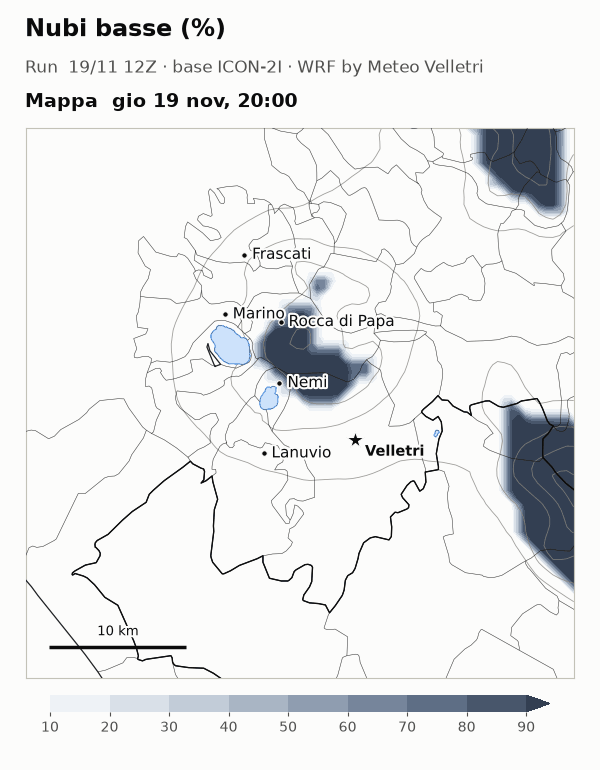 Nubi basse (%)
Run  19/11 12Z · base ICON-2I · WRF by Meteo Velletri
Mappa  gio 19 nov, 20:00
Frascati
Marino
Rocca di Papa
Nemi
Velletri
Lanuvio
10 km
10 20 30 40 50 60 70 80 90